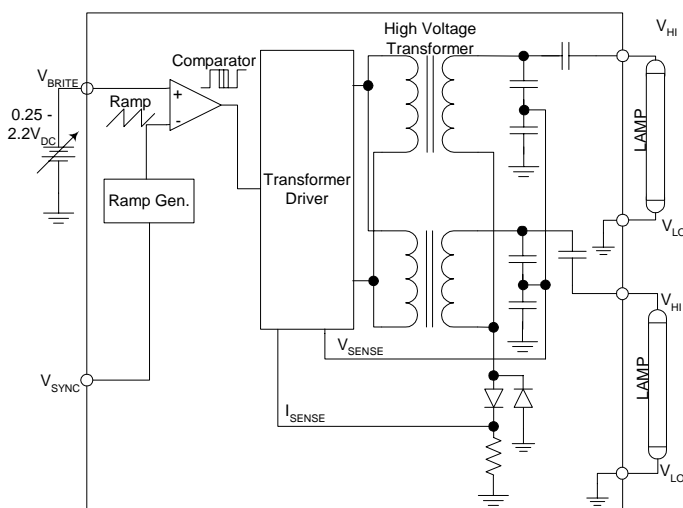 High Voltage
Transformer
V_HI
Comparator
V_BRITE
Ramp
+
-
0.25 -
2.2V_DC
LAMP
Transformer
Driver
Ramp Gen.
V_LO
V_HI
V_SENSE
V_SYNC
LAMP
I_SENSE
V_LO